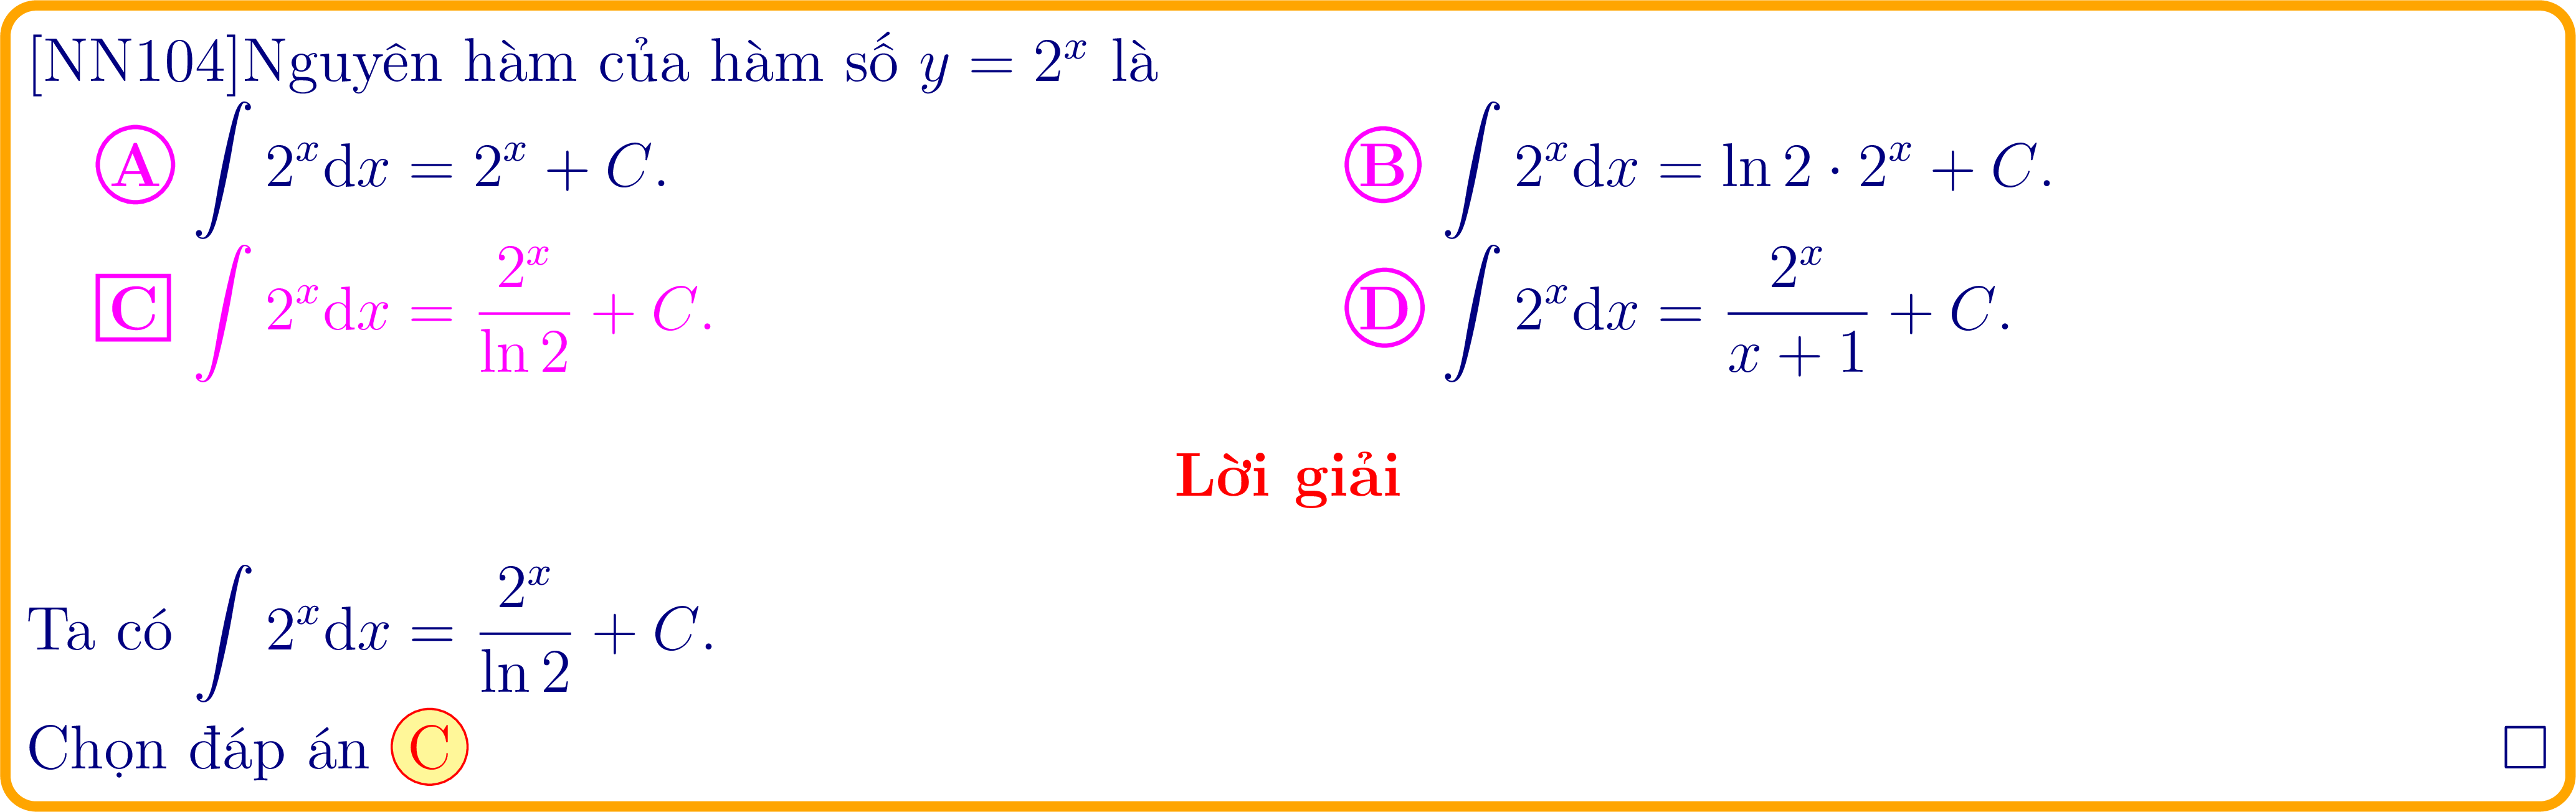 [NN104]Nguyên hàm của hàm số $y = 2^x$ là
A $\int 2^x \mathrm{d}x = 2^x + C.$ B $\int 2^x \mathrm{d}x = \ln 2 \cdot 2^x + C.$
C $\int 2^x \mathrm{d}x = \frac{2^x}{\ln 2} + C.$ D $\int 2^x \mathrm{d}x = \frac{2^x}{x + 1} + C.$
Lời giải
Ta có $\int 2^x \mathrm{d}x = \frac{2^x}{\ln 2} + C.$
Chọn đáp án C □